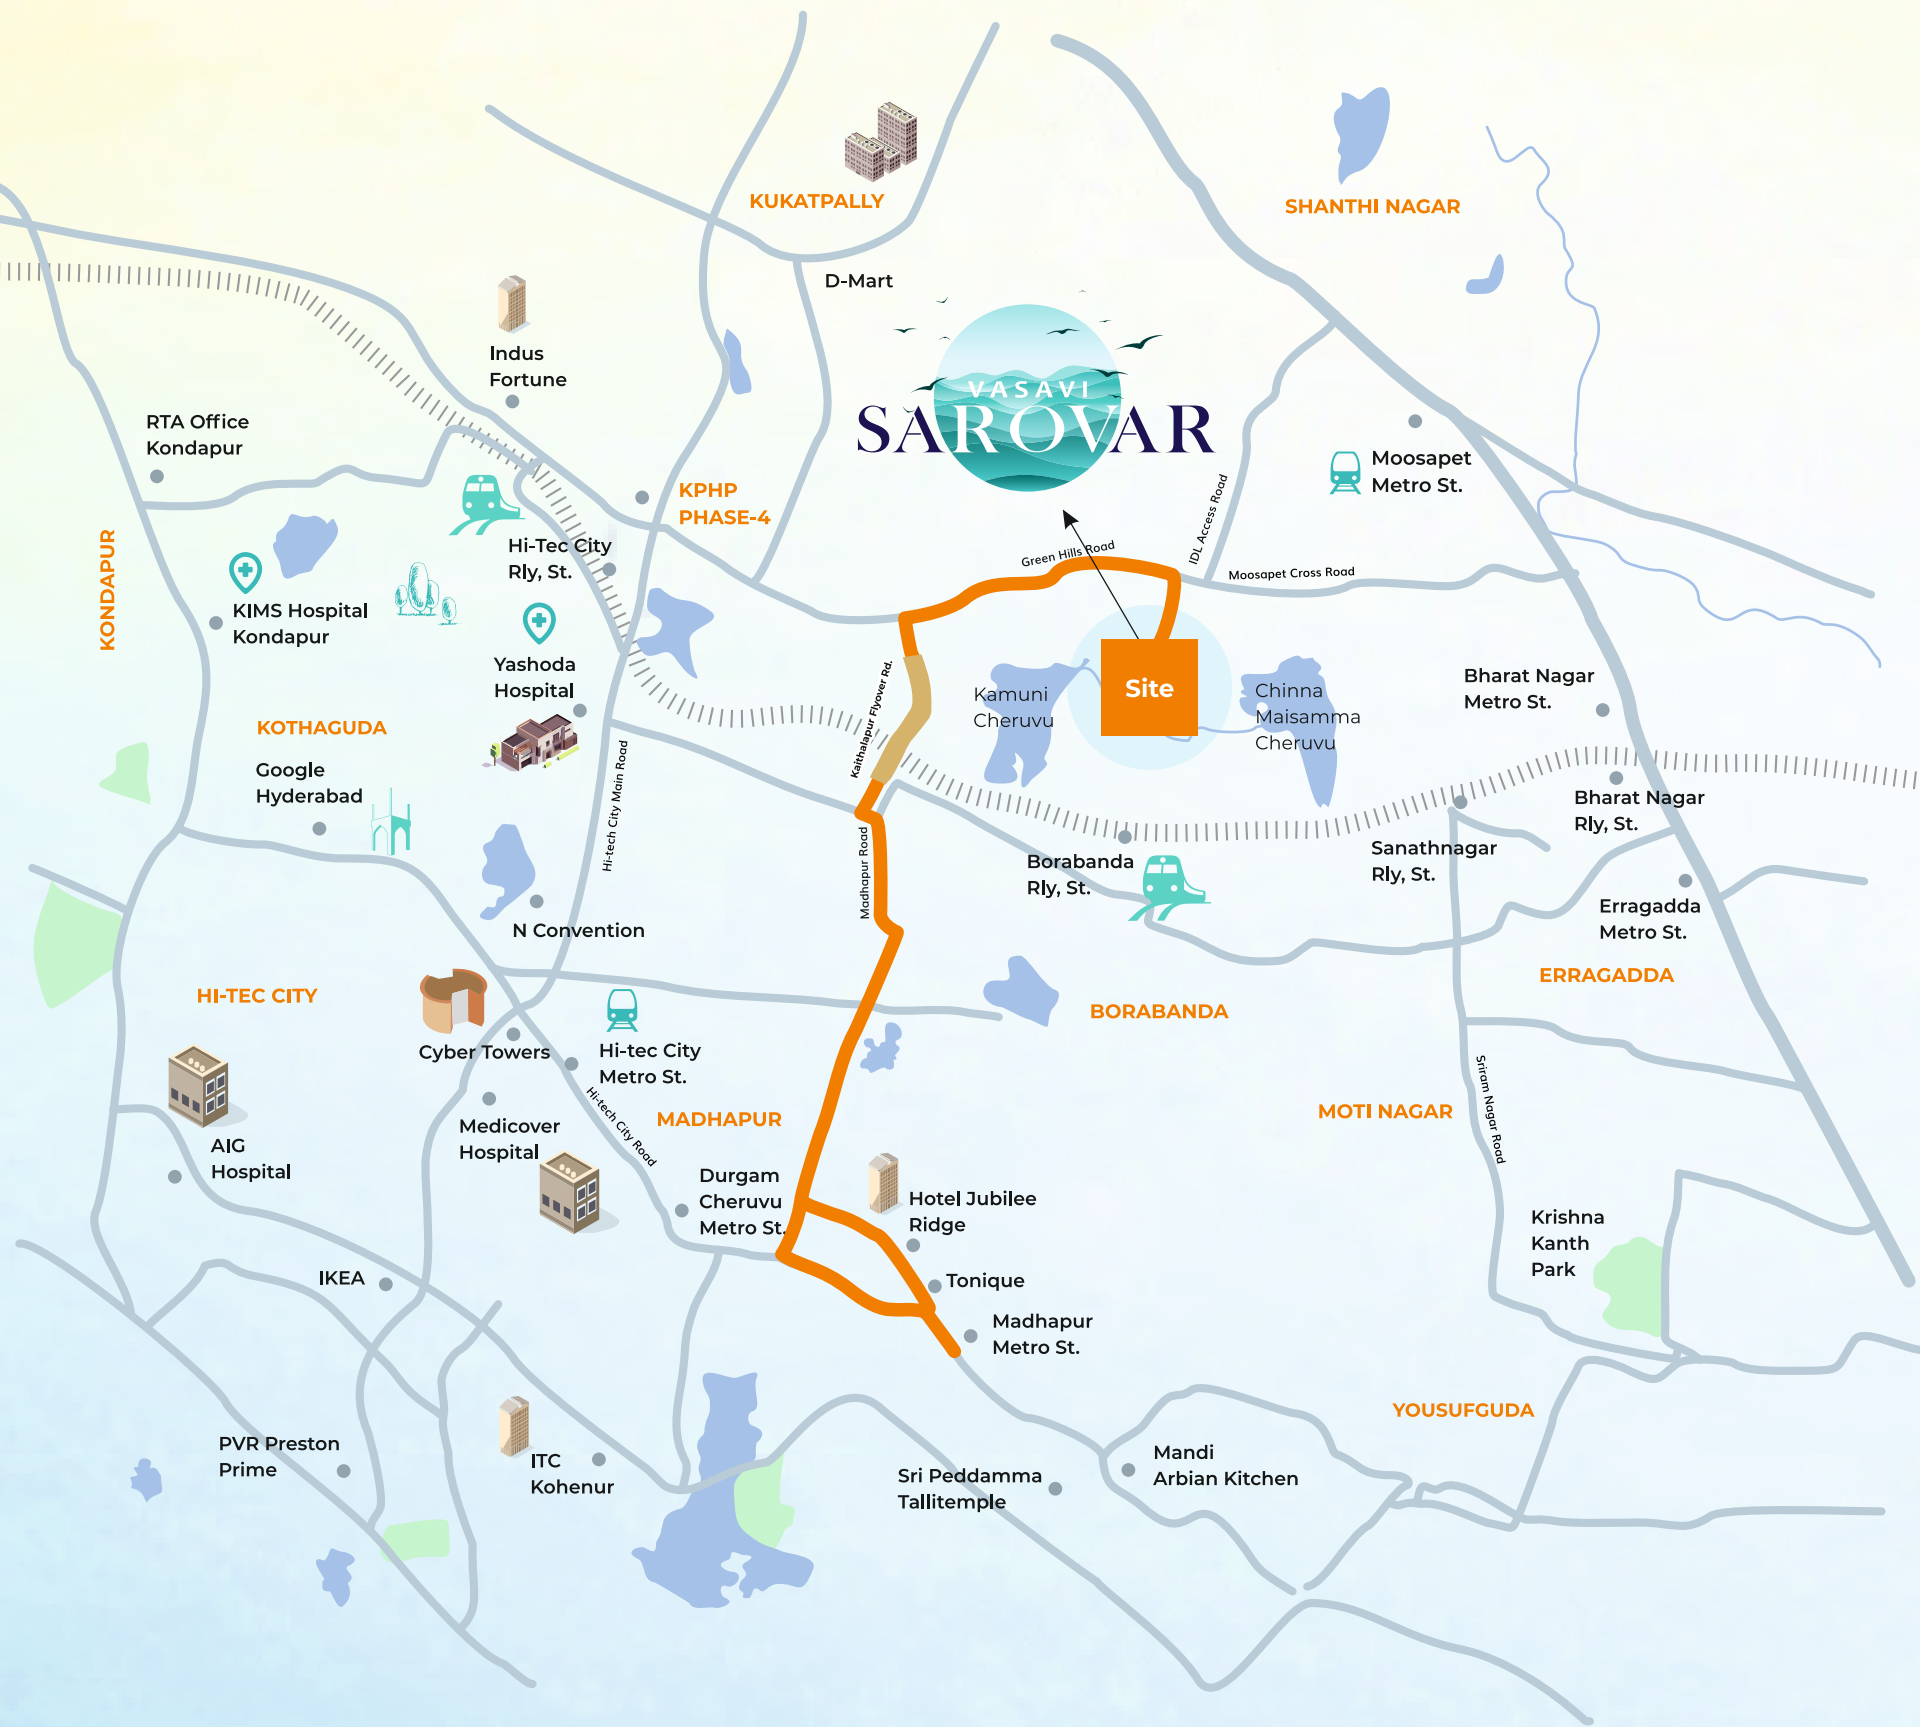 KUKATPALLY
SHANTHI NAGAR
D-Mart
Indus
Fortune
VASAVI
SAROVAR
RTA Office
Kondapur
KPHP
PHASE-4
Moosapet
Metro St.
IDL Access Road
Hi-Tec City
Rly, St.
Green Hills Road
Moosapet Cross Road
KONDAPUR
KIMS Hospital
Kondapur
Yashoda
Hospital
Kaithalapur Flyover Rd.
Kamuni
Cheruvu
Site
Chinna
Maisamma
Cheruvu
Bharat Nagar
Metro St.
KOTHAGUDA
Google
Hyderabad
Hi-tech City Main Road
Madhapur Road
Bharat Nagar
Rly, St.
Borabanda
Rly, St.
Sanathnagar
Rly, St.
N Convention
Erragadda
Metro St.
ERRAGADDA
HI-TEC CITY
BORABANDA
Cyber Towers
Hi-tec City
Metro St.
Hi-tech City Road
MADHAPUR
MOTI NAGAR
Sriram Nagar Road
Medicover
Hospital
AIG
Hospital
Durgam
Cheruvu
Metro St.
Hotel Jubilee
Ridge
Krishna
Kanth
Park
IKEA
Tonique
Madhapur
Metro St.
YOUSUFGUDA
PVR Preston
Prime
ITC
Kohenur
Sri Peddamma
Tallitemple
Mandi
Arbian Kitchen